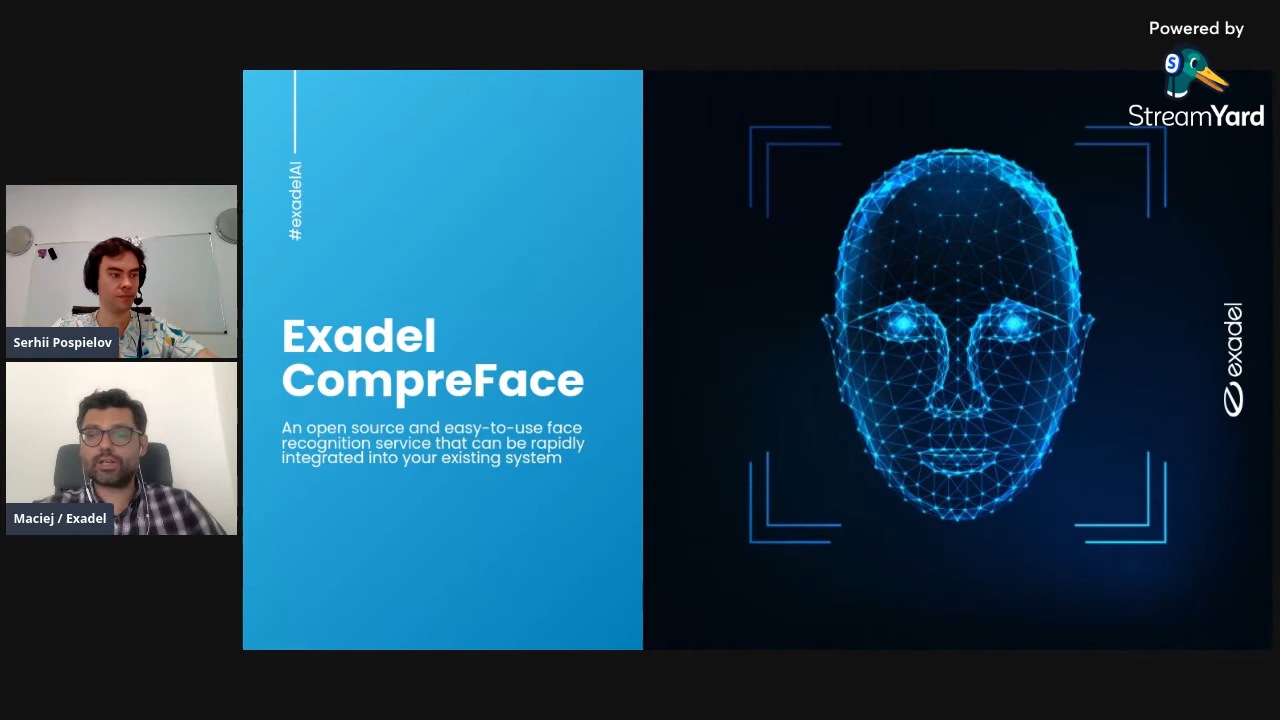 Powered by
S
StreamYard
#exadelAI
Exadel
CompreFace
An open source and easy-to-use face
recognition service that can be rapidly
integrated into your existing system
exadel
Serhii Pospielov
Maciej / Exadel